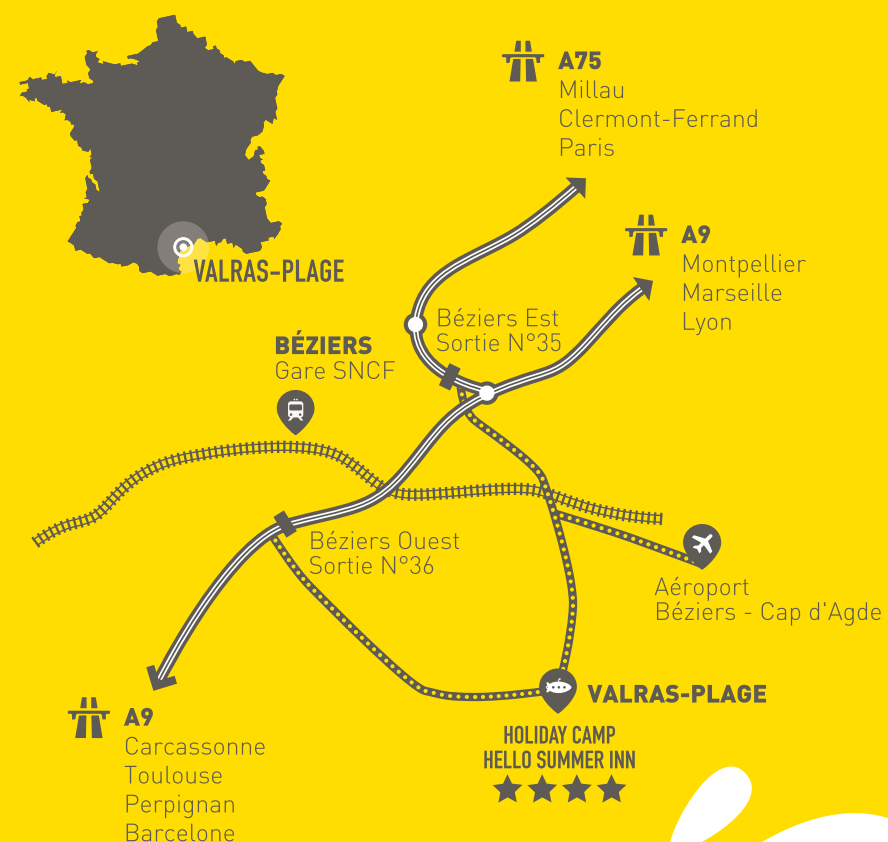 A75
Millau
Clermont-Ferrand
Paris
A9
Montpellier
Marseille
Lyon
VALRAS-PLAGE
Béziers Est
Sortie N°35
BÉZIERS
Gare SNCF
Béziers Ouest
Sortie N°36
Aéroport
Béziers - Cap d'Agde
VALRAS-PLAGE
HOLIDAY CAMP
HELLO SUMMER INN
A9
Carcassonne
Toulouse
Perpignan
Barcelone